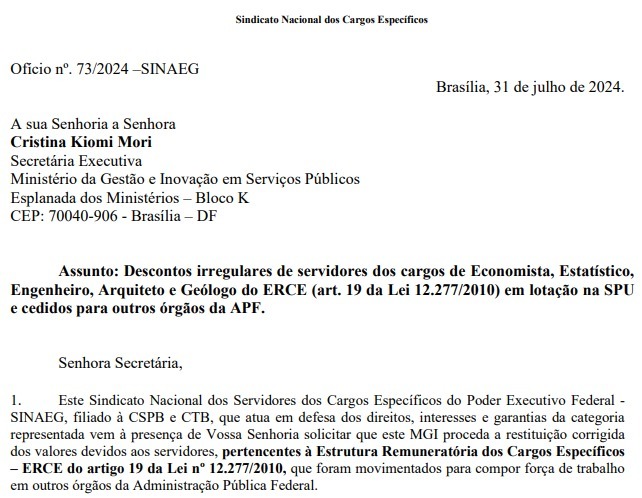 Sindicato Nacional dos Cargos Específicos
Ofício nº. 73/2024 –SINAEG
Brasília, 31 de julho de 2024.
A sua Senhoria a Senhora
Cristina Kiomi Mori
Secretária Executiva
Ministério da Gestão e Inovação em Serviços Públicos
Esplanada dos Ministérios – Bloco K
CEP: 70040-906 - Brasília – DF
Assunto: Descontos irregulares de servidores dos cargos de Economista, Estatístico,
Engenheiro, Arquiteto e Geólogo do ERCE (art. 19 da Lei 12.277/2010) em lotação na SPU
e cedidos para outros órgãos da APF.
Senhora Secretária,
1. Este Sindicato Nacional dos Servidores dos Cargos Específicos do Poder Executivo Federal -
SINAEG, filiado à CSPB e CTB, que atua em defesa dos direitos, interesses e garantias da categoria
representada vem à presença de Vossa Senhoria solicitar que este MGI proceda a restituição corrigida
dos valores devidos aos servidores, pertencentes à Estrutura Remuneratória dos Cargos Específicos
– ERCE do artigo 19 da Lei nº 12.277/2010, que foram movimentados para compor força de trabalho
em outros órgãos da Administração Pública Federal.